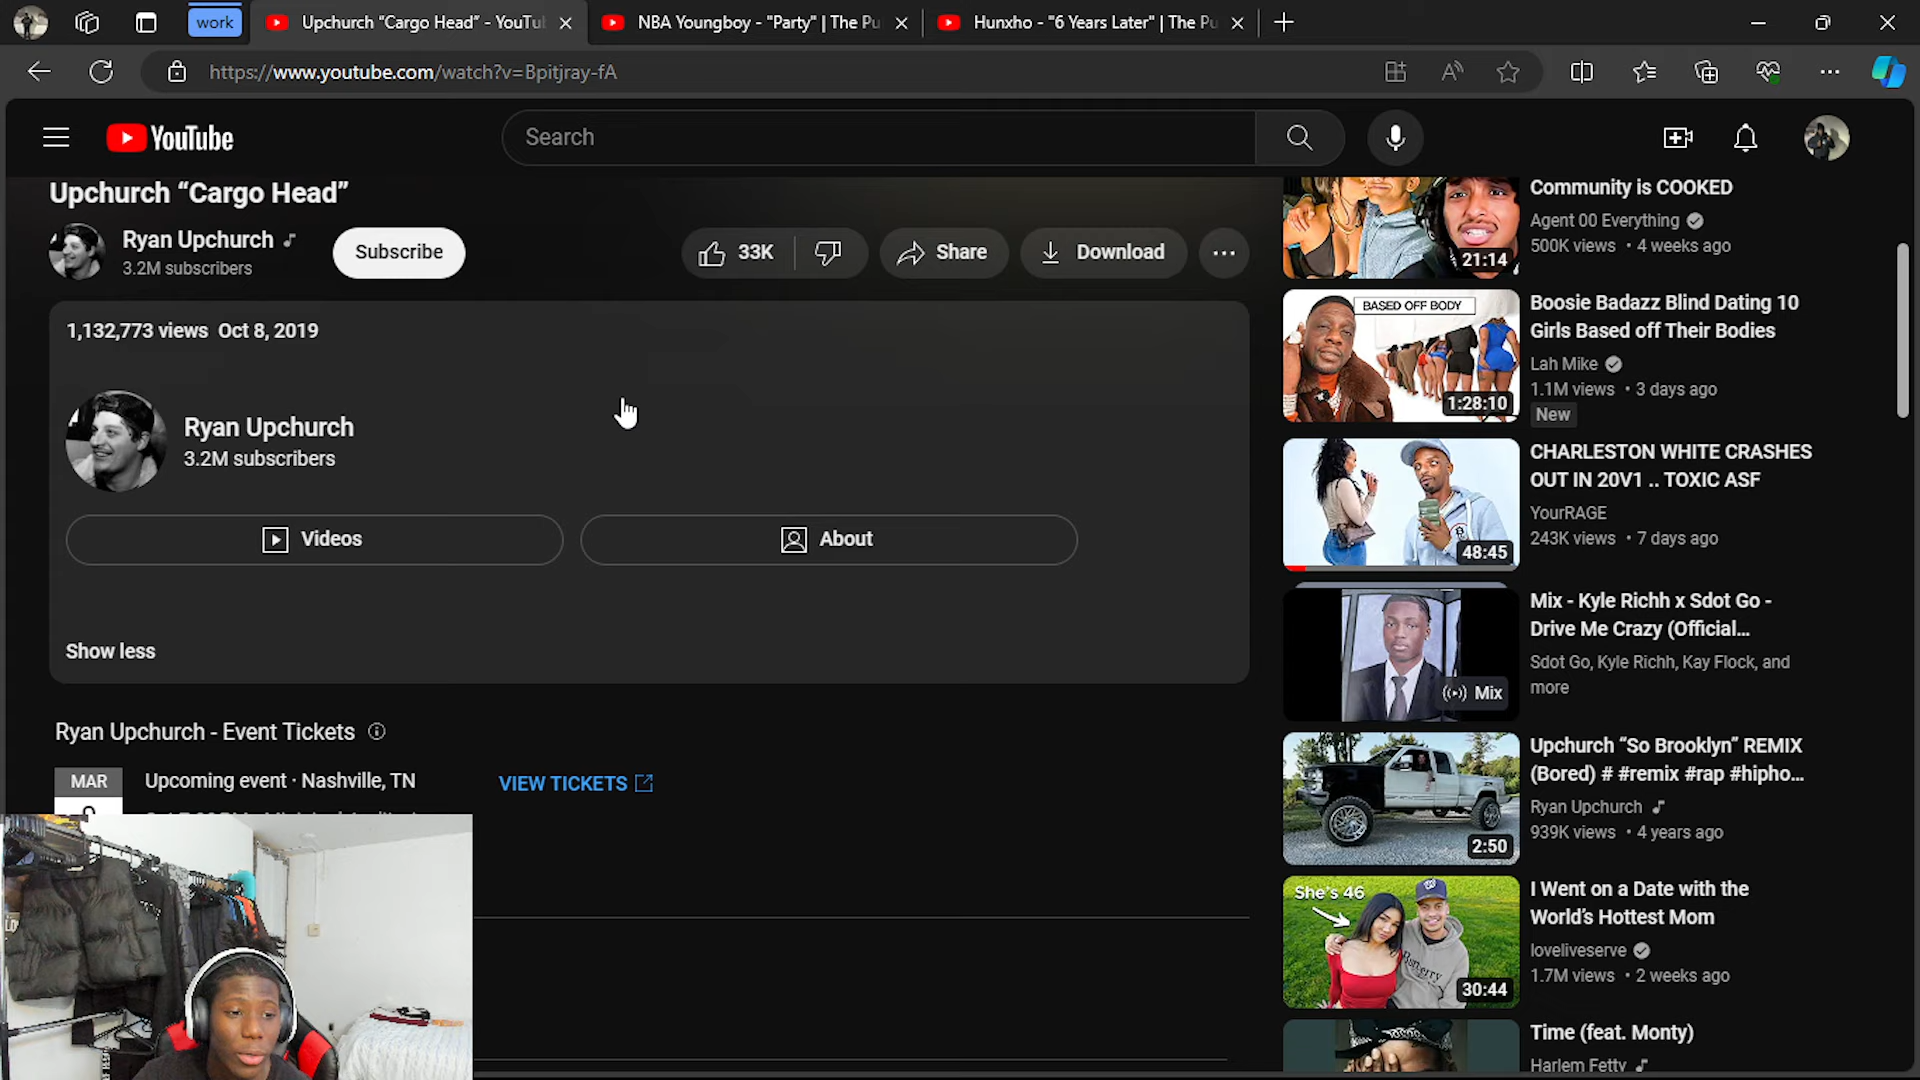 work
Upchurch “Cargo Head” - YouTu
NBA Youngboy - "Party" | The Pu
Hunxho - "6 Years Later" | The Pu
https://www.youtube.com/watch?v=Bpitjray-fA
YouTube
Search
Upchurch “Cargo Head”
Ryan Upchurch
3.2M subscribers
Subscribe
33K
Share
Download
1,132,773 views Oct 8, 2019
Ryan Upchurch
3.2M subscribers
Videos
About
Show less
Ryan Upchurch - Event Tickets
MAR
Upcoming event · Nashville, TN
VIEW TICKETS
21:14
Community is COOKED
Agent 00 Everything
500K views • 4 weeks ago
BASED OFF BODY
1:28:10
Boosie Badazz Blind Dating 10
Girls Based off Their Bodies
Lah Mike
1.1M views • 3 days ago
New
48:45
CHARLESTON WHITE CRASHES
OUT IN 20V1 .. TOXIC ASF
YourRAGE
243K views • 7 days ago
Mix
Mix - Kyle Richh x Sdot Go -
Drive Me Crazy (Official...
Sdot Go, Kyle Richh, Kay Flock, and
more
2:50
Upchurch “So Brooklyn” REMIX
(Bored) # #remix #rap #hipho...
Ryan Upchurch
939K views • 4 years ago
She's 46
30:44
I Went on a Date with the
World’s Hottest Mom
loveliveserve
1.7M views • 2 weeks ago
Time (feat. Monty)
Harlem Fetty